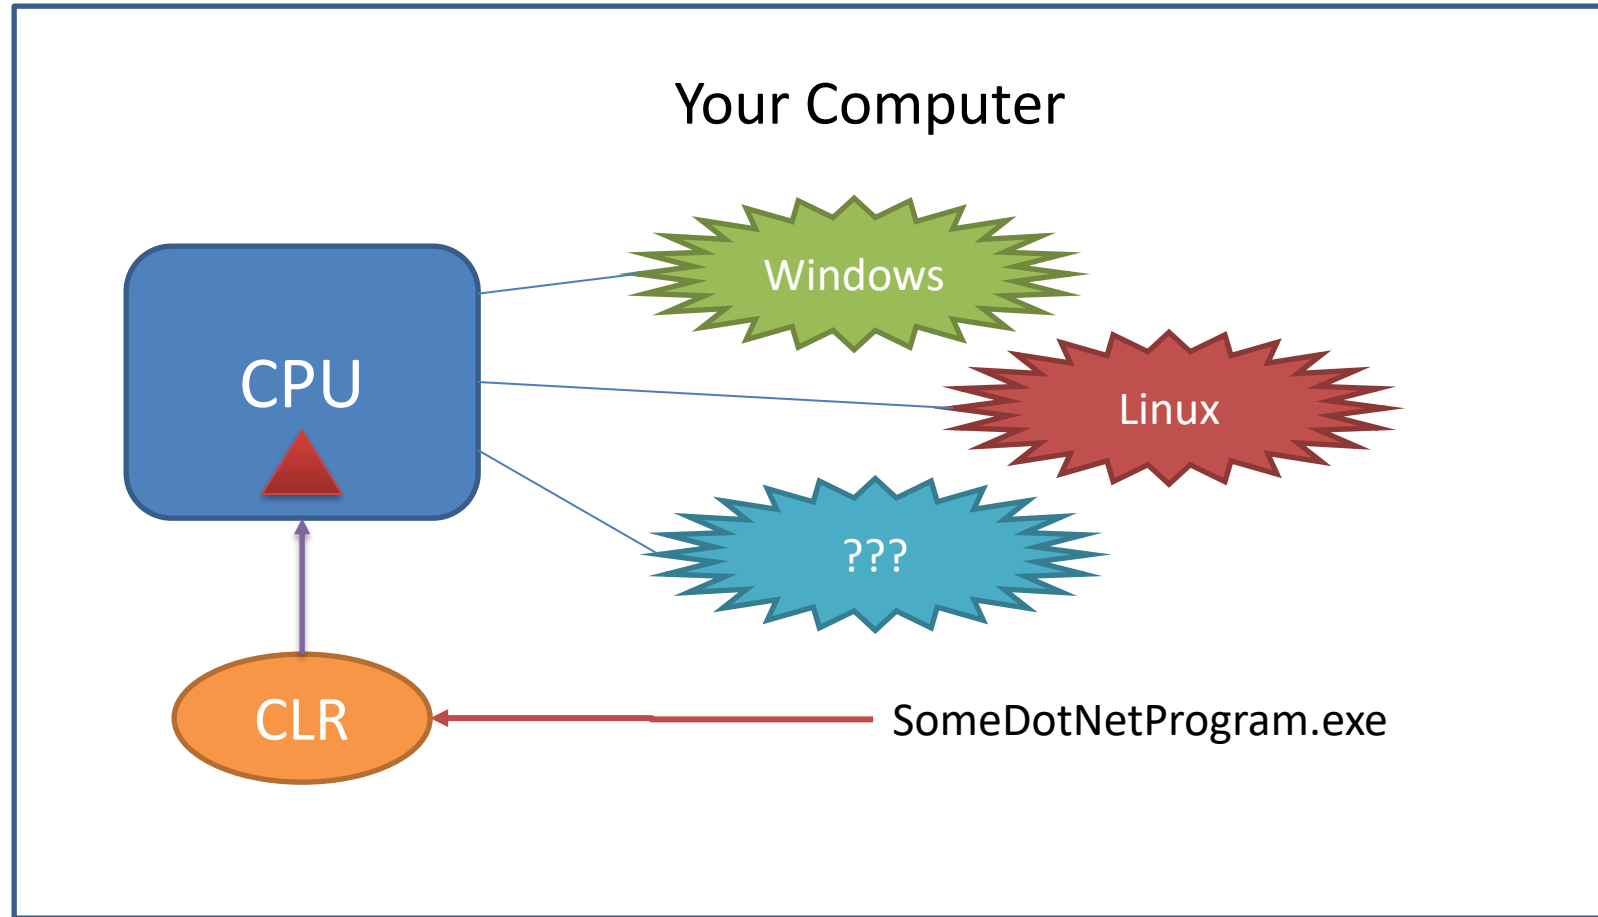 Your Computer
Windows
CPU
Linux
???
CLR
SomeDotNetProgram.exe